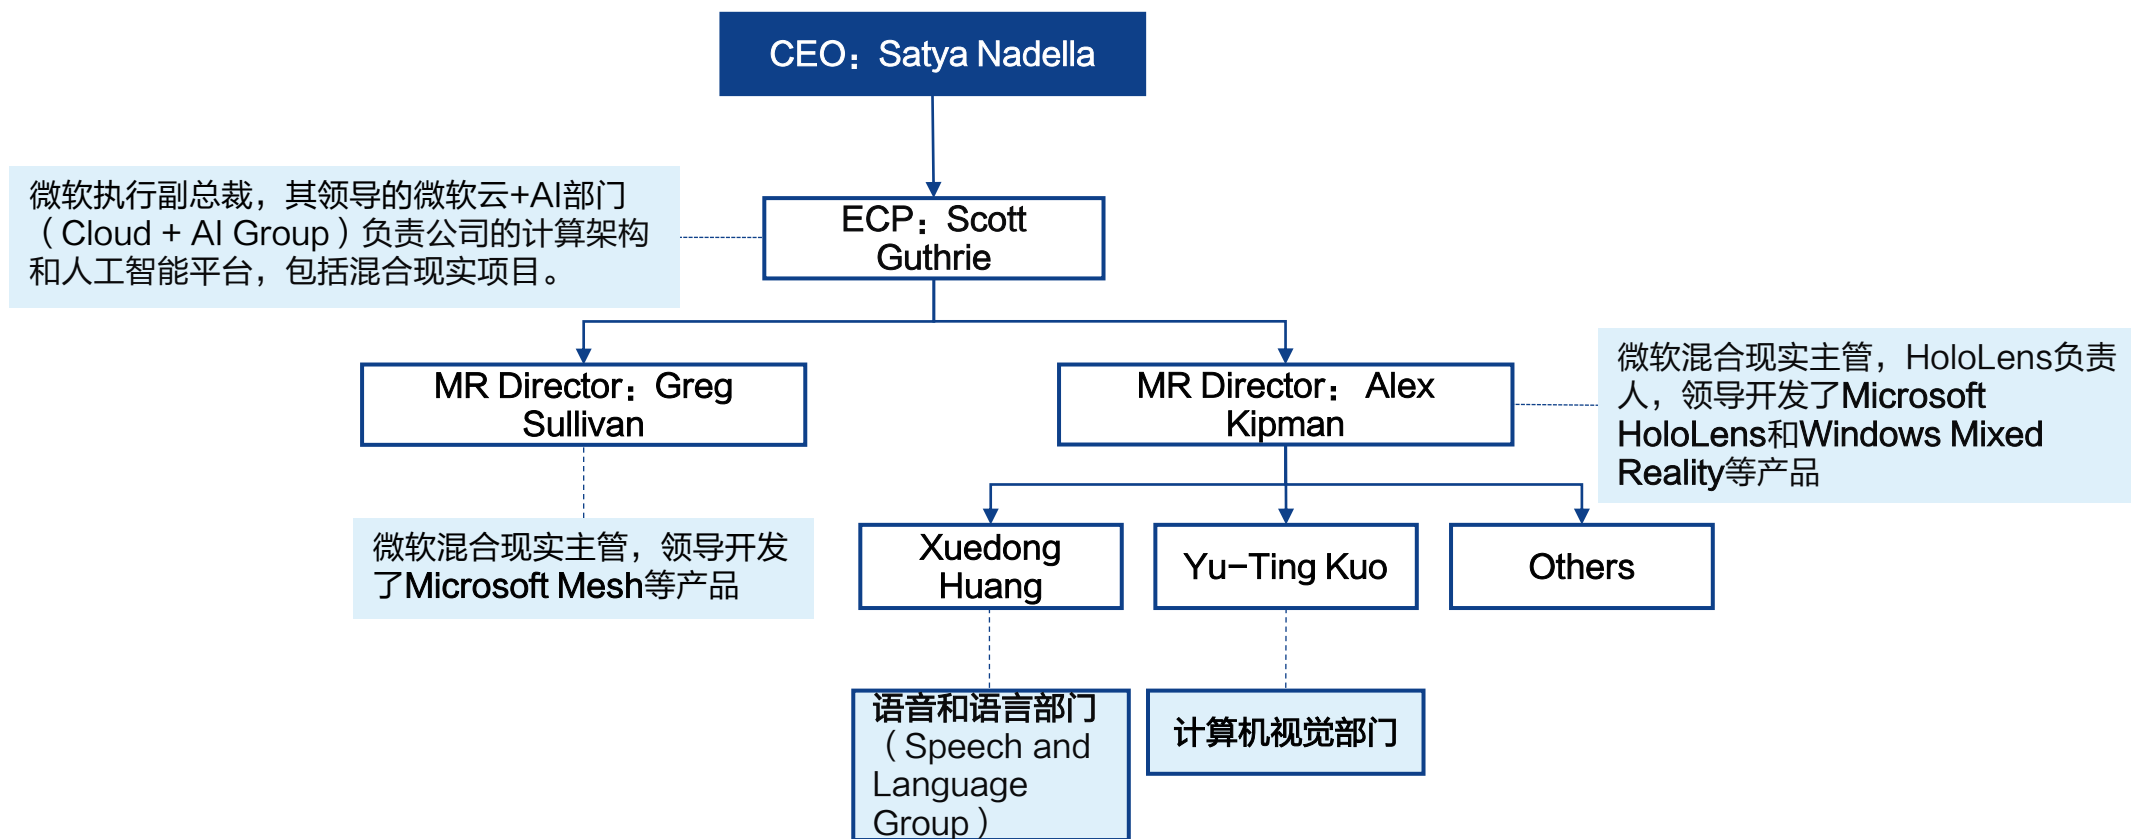 CEO：Satya Nadella
微软执行副总裁，其领导的微软云+AI部门
（Cloud + AI Group）负责公司的计算架构
和人工智能平台，包括混合现实项目。
ECP：Scott
Guthrie
MR Director：Greg
Sullivan
MR Director： Alex
Kipman
微软混合现实主管，HoloLens负责
人，领导开发了Microsoft
HoloLens和Windows Mixed
Reality等产品
微软混合现实主管，领导开发
了Microsoft Mesh等产品
Xuedong
Huang
Yu-Ting Kuo
Others
语音和语言部门
（Speech and
Language
Group）
计算机视觉部门